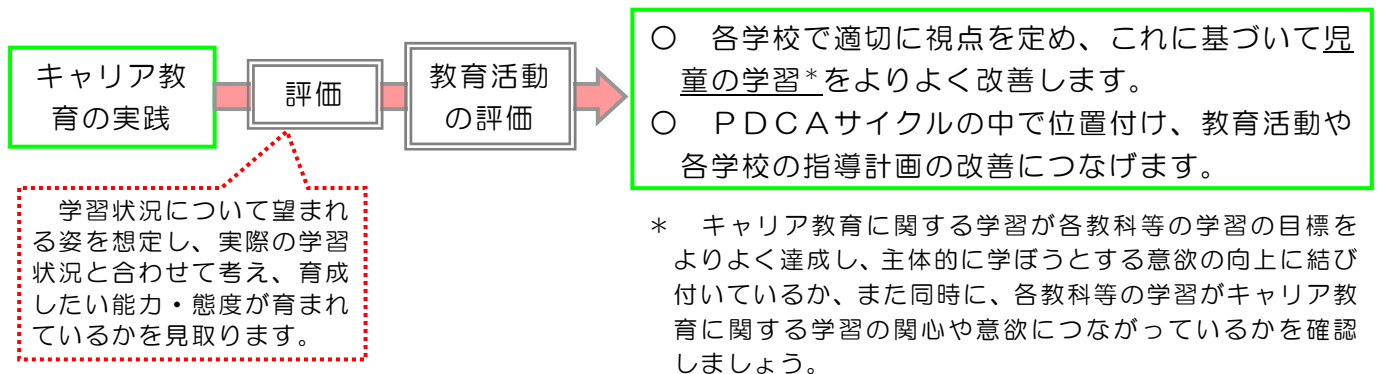 キャリア教
育の実践
評価
教育活動
の評価
○　各学校で適切に視点を定め、これに基づいて児
童の学習*をよりよく改善します。
○　ＰＤＣＡサイクルの中で位置付け、教育活動や
各学校の指導計画の改善につなげます。
学習状況について望まれ
る姿を想定し、実際の学習
状況と合わせて考え、育成
したい能力・態度が育まれ
ているかを見取ります。
＊　キャリア教育に関する学習が各教科等の学習の目標を
よりよく達成し、主体的に学ぼうとする意欲の向上に結び
付いているか、また同時に、各教科等の学習がキャリア教
育に関する学習の関心や意欲につながっているかを確認
しましょう。